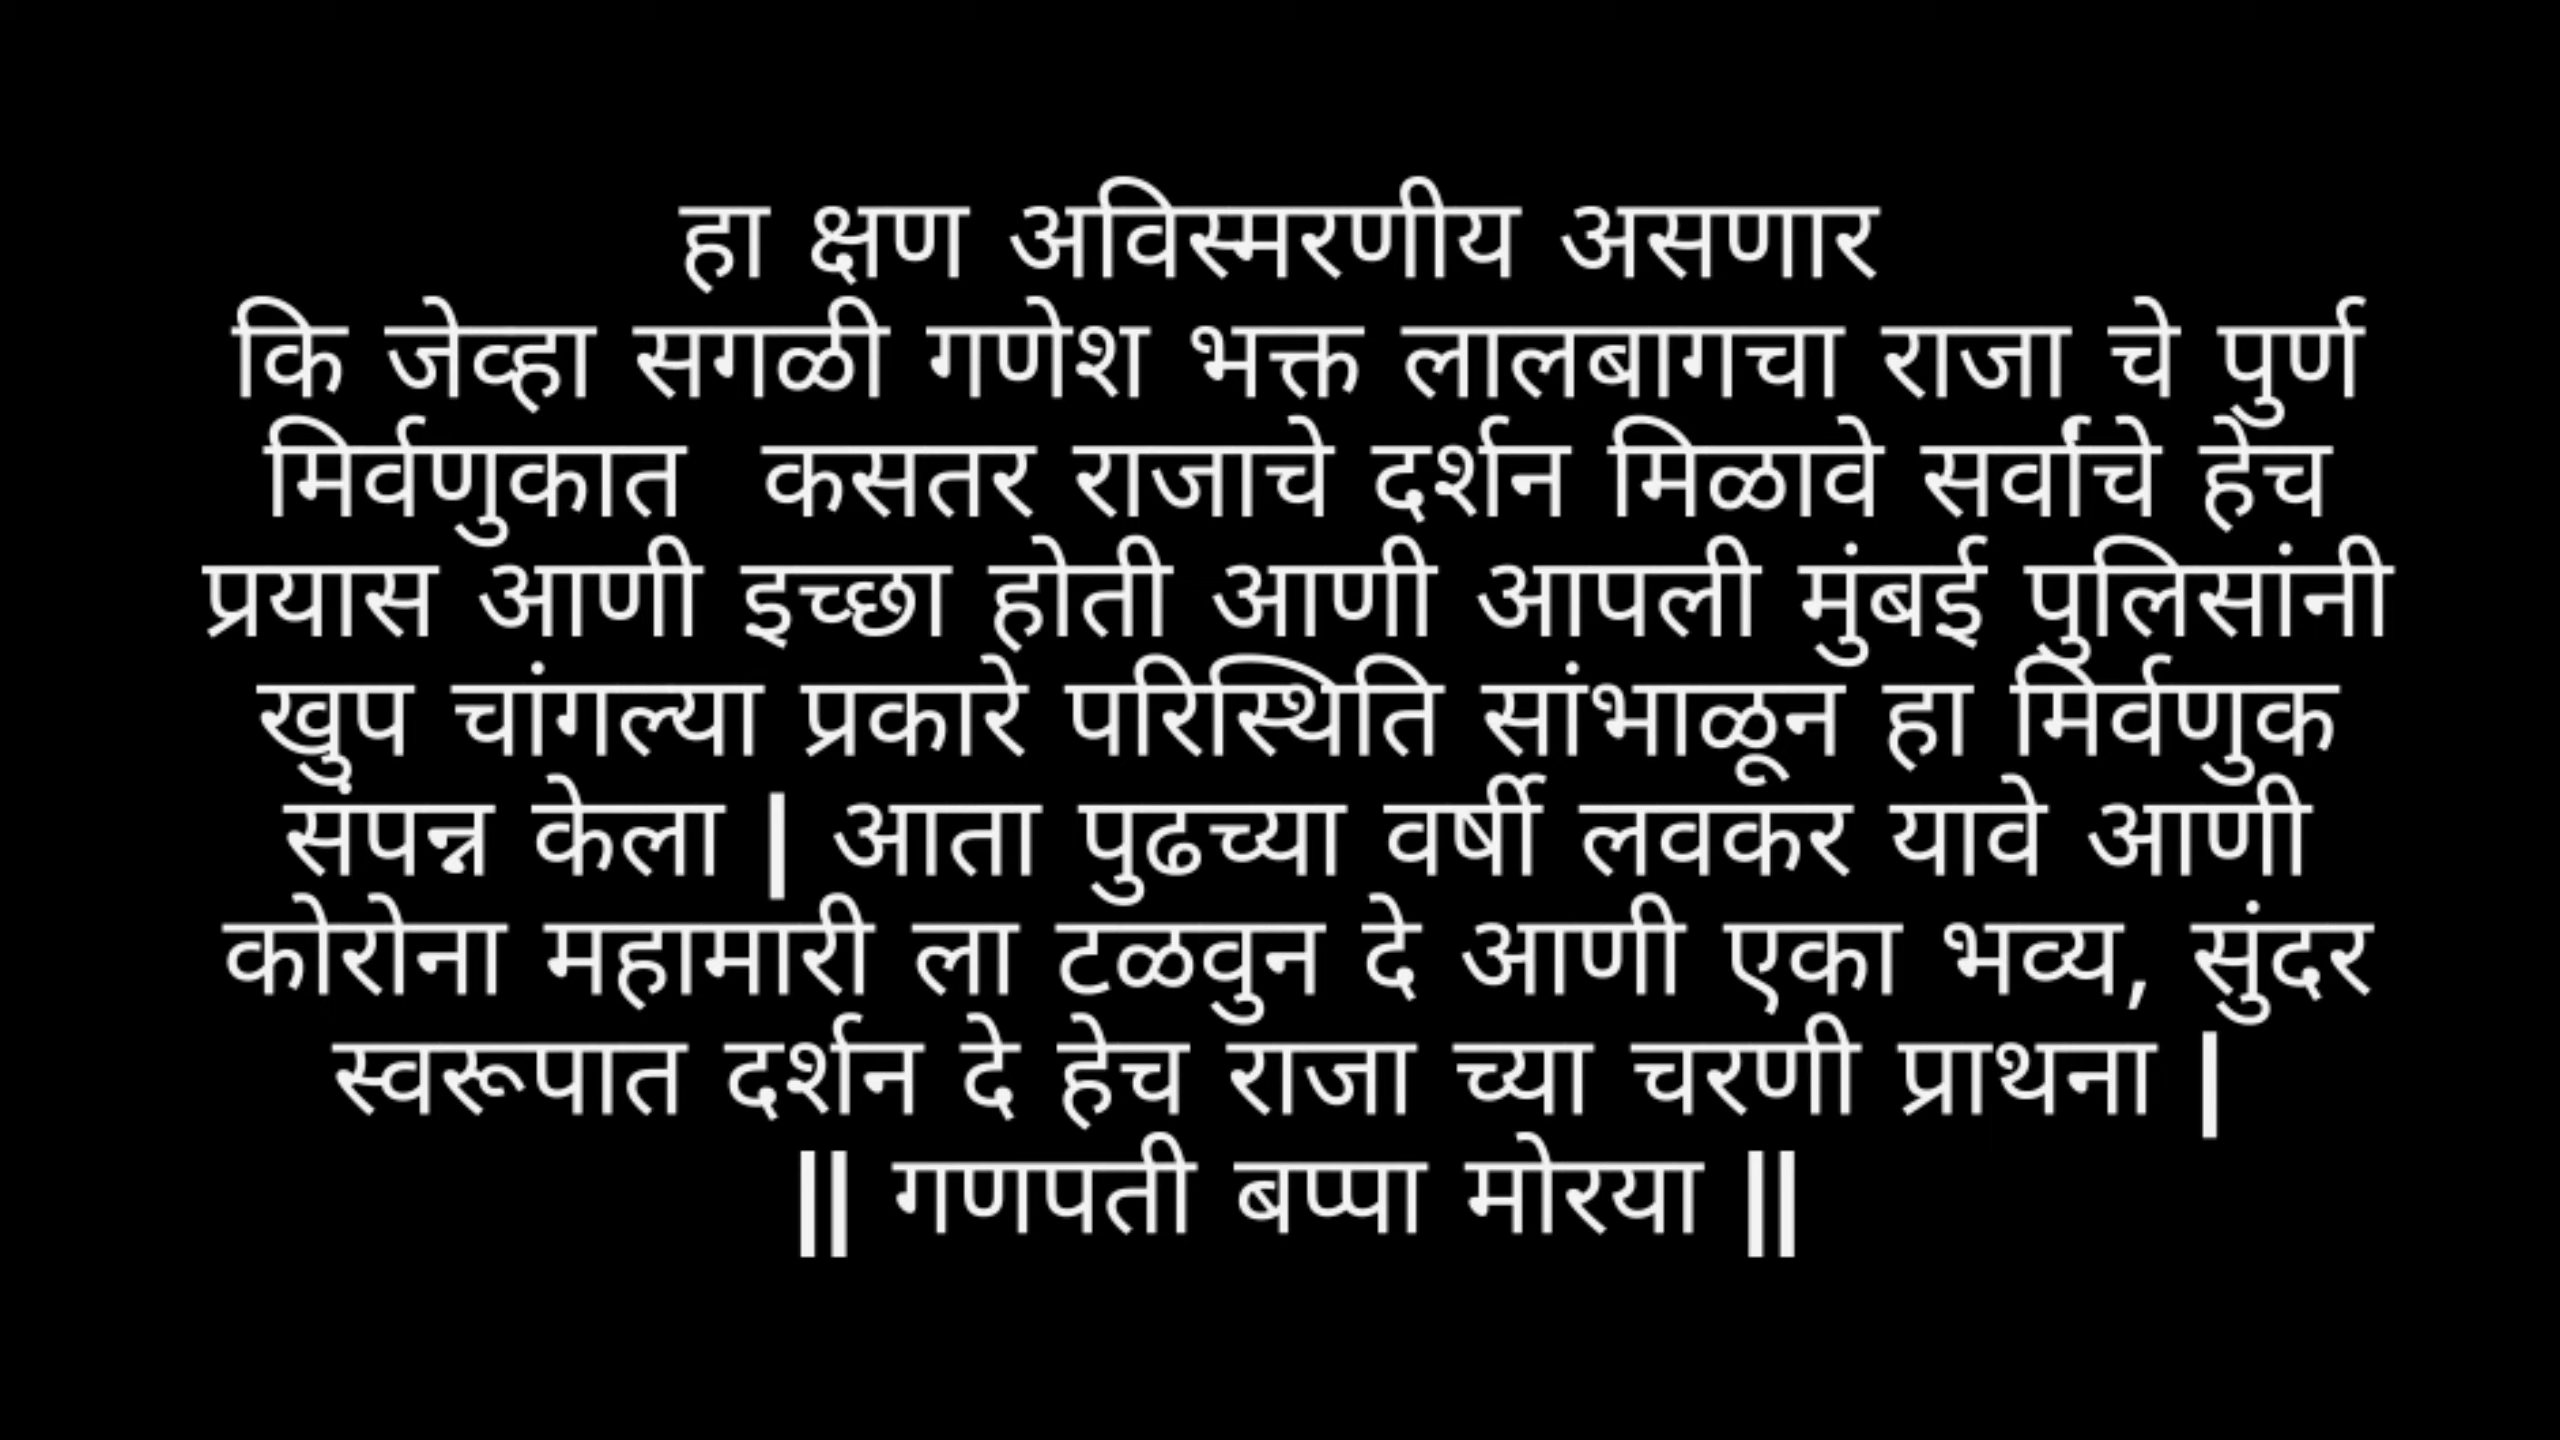 हा क्षण अविस्मरणीय असणार
कि जेव्हा सगळी गणेश भक्त लालबागचा राजा चे पुर्ण
मिर्वणुकात  कसतर राजाचे दर्शन मिळावे सर्वांचे हेच
प्रयास आणी इच्छा होती आणी आपली मुंबई पुलिसांनी
खुप चांगल्या प्रकारे परिस्थिति सांभाळून हा मिर्वणुक
संपन्न केला | आता पुढच्या वर्षी लवकर यावे आणी
कोरोना महामारी ला टळवुन दे आणी एका भव्य, सुंदर
स्वरूपात दर्शन दे हेच राजा च्या चरणी प्राथना |
|| गणपती बप्पा मोरया ||